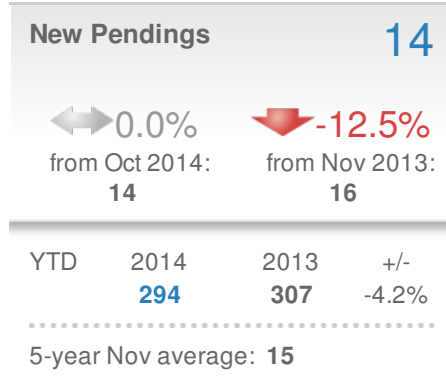 New Pendings 14
0.0% -12.5%
from Oct 2014: from Nov 2013:
14 16
YTD 2014 2013 +/-
294 307 -4.2%
5-year Nov average: 15